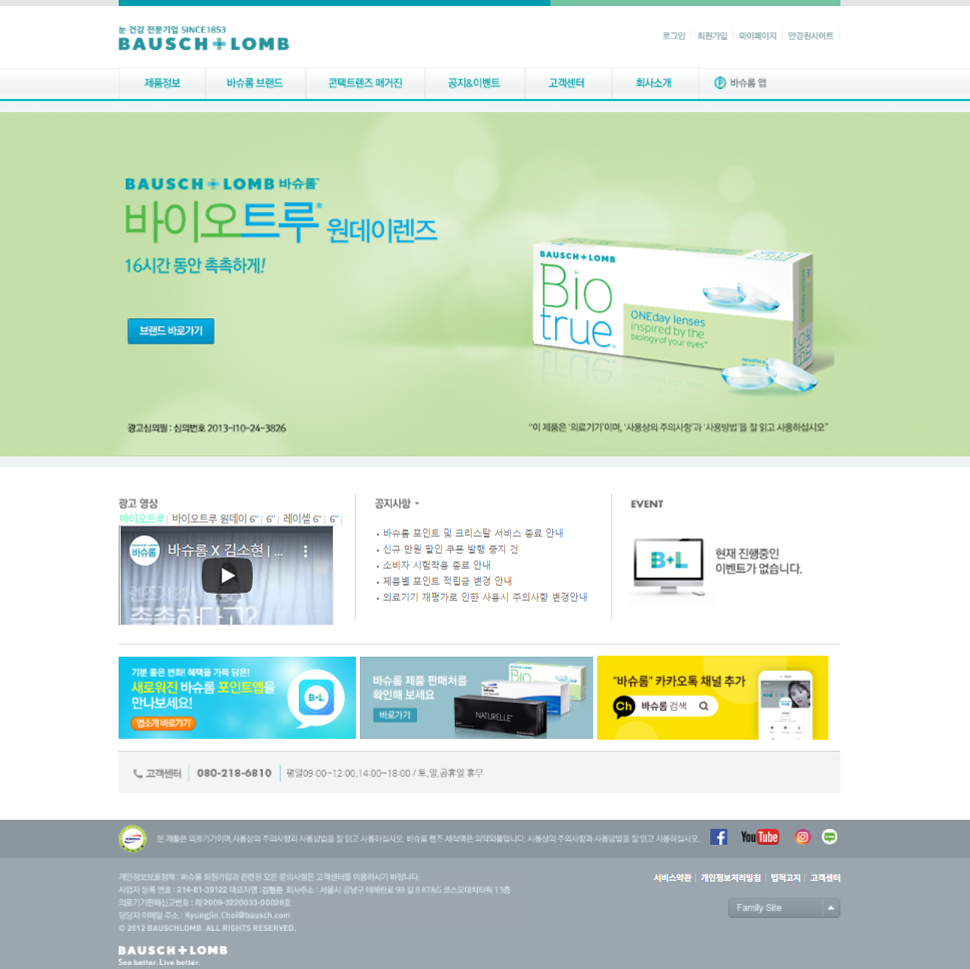 눈 건강 전문기업 SINCE1853
BAUSCH+LOMB
로그인 회원가입 마이페이지 안경원사이트
제품정보 바슈롬 브랜드 콘택트렌즈 매거진 공지&이벤트 고객센터 회사소개 바슈롬 앱
BAUSCH+LOMB 바슈롬™
바이오트루® 원데이렌즈
16시간 동안 촉촉하게!
브랜드 바로가기
BAUSCH+LOMB
Bio
true™
ONEday lenses
inspired by the
biology of your eyes™
광고심의필 : 심의번호 2013-I10-24-3826
"이 제품은 '의료기기'이며, '사용상의 주의사항'과 '사용방법'을 잘 읽고 사용하십시오"
광고 영상
바이오트루 | 바이오트루 원데이 6" | 6" | 레이셀 6" | 6" |
바슈롬
바슈롬 X 김소현 | ...
촉촉하다고?
공지사항
• 바슈롬 포인트 및 크리스탈 서비스 종료 안내
• 신규 만원 할인 쿠폰 발행 중지 건
• 소비자 시험착용 종료 안내
• 제품별 포인트 적립금 변경 안내
• 의료기기 재평가로 인한 사용시 주의사항 변경안내
EVENT
B+L
현재 진행중인
이벤트가 없습니다.
기분 좋은 변화! 혜택을 가득 담은!
새로워진 바슈롬 포인트앱을
만나보세요!
앱소개 바로가기
B+L
바슈롬 제품 판매처를
확인해 보세요
바로가기
NATURELLE™
"바슈롬" 카카오톡 채널 추가
Ch 바슈롬 검색
고객센터 080-218-6810 평일09:00~12:00,14:00~18:00 / 토,일,공휴일 휴무
본 제품은 의료기기이며,사용상의 주의사항과 사용방법을 잘 읽고 사용하십시오. 바슈롬 렌즈 세척액은 의약외품입니다. 사용상의 주의사항과 사용방법을 잘 읽고 사용하십시오.
YouTube
개인정보보호정책 : 바슈롬 회원가입과 관련된 모든 문의사항은 고객센터를 이용하시기 바랍니다.
사업자 등록 번호 : 214-81-39122 대표자명 :김형준 회사주소 : 서울시 강남구 테헤란로 98 길 8 KT&G 코스모대치타워 13층
의료기기판매신고번호 : 제2009-3220033-00026호
담당자 이메일 주소 : KyungJin.Choi@bausch.com
© 2012 BAUSCHLOMB. ALL RIGHTS RESERVED.
서비스약관 | 개인정보처리방침 | 법적고지 | 고객센터
Family Site
BAUSCH+LOMB
See better. Live better.